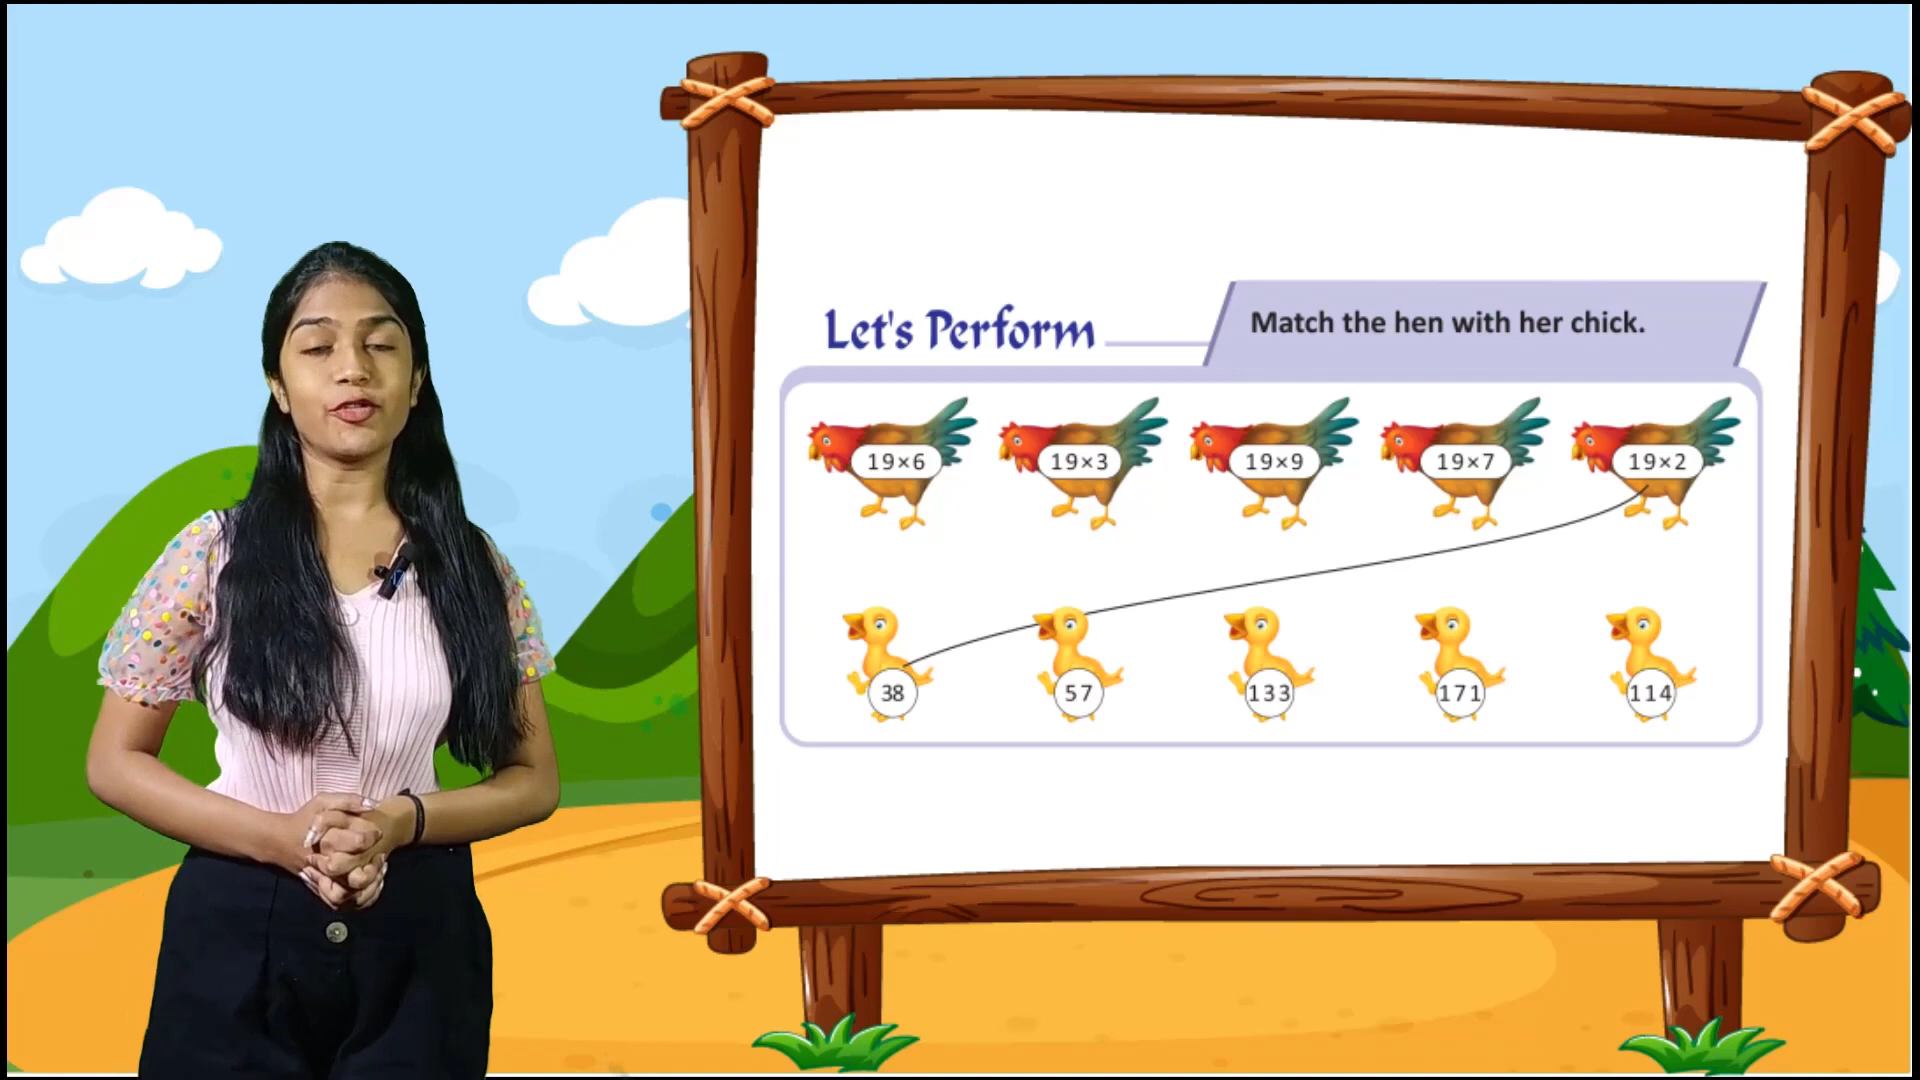 Let's Perform
Match the hen with her chick.
19×6 19×3 19×9 19×7 19×2
38 57 133 171 114